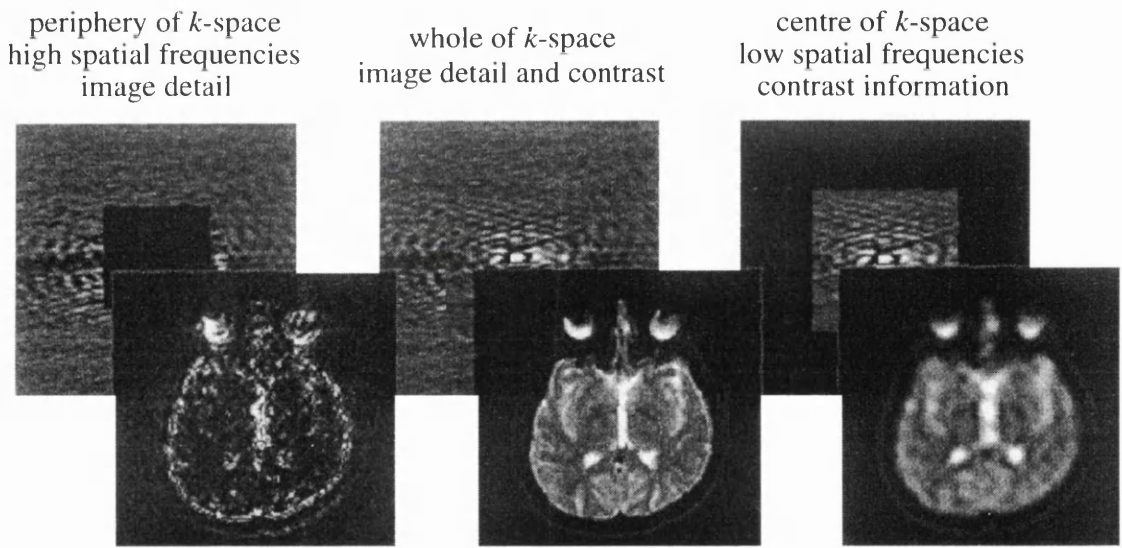 periphery of k-space
high spatial frequencies
image detail
whole of k-space
image detail and contrast
centre of k-space
low spatial frequencies
contrast information